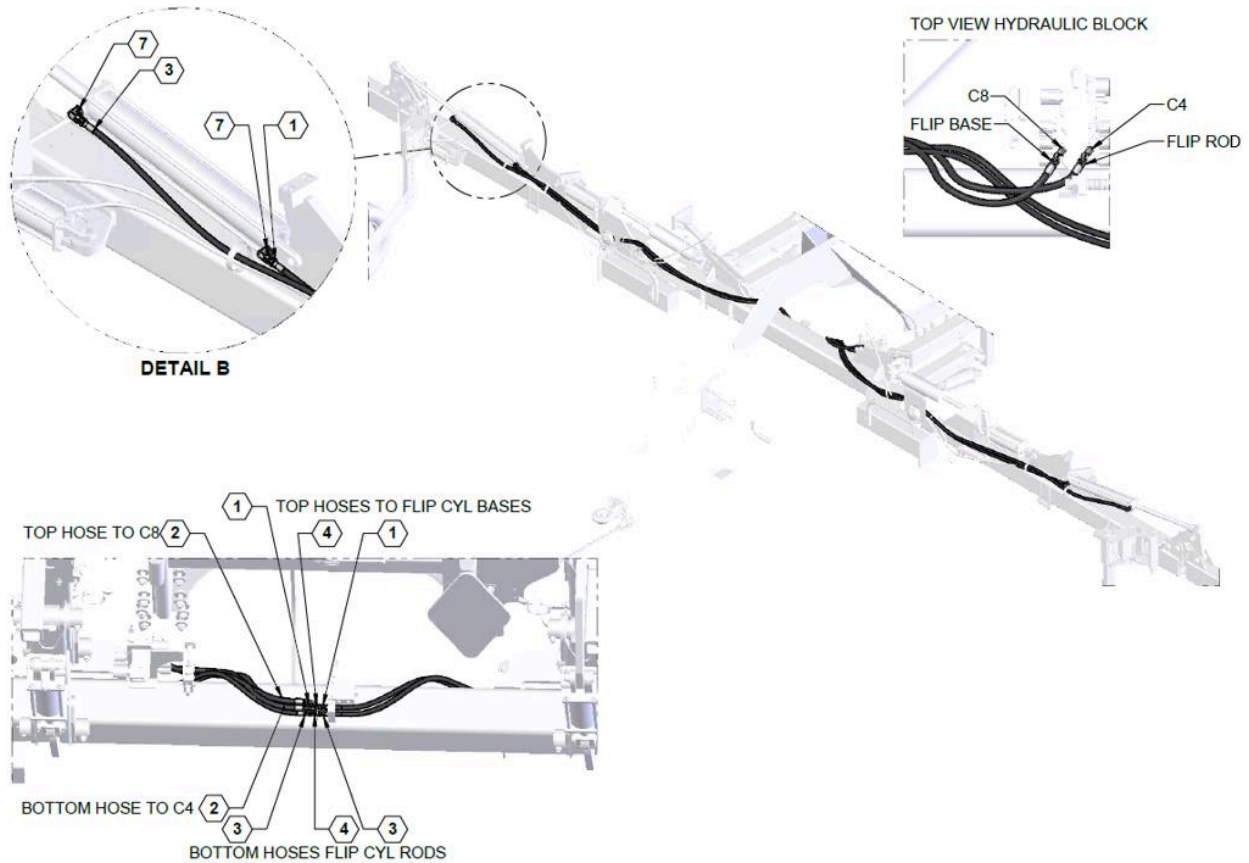 TOP VIEW HYDRAULIC BLOCK
7
3
7
1
C8
C4
FLIP BASE
FLIP ROD
DETAIL B
1
TOP HOSES TO FLIP CYL BASES
TOP HOSE TO C8 2
4
1
BOTTOM HOSE TO C4 2
3
4
3
BOTTOM HOSES FLIP CYL RODS